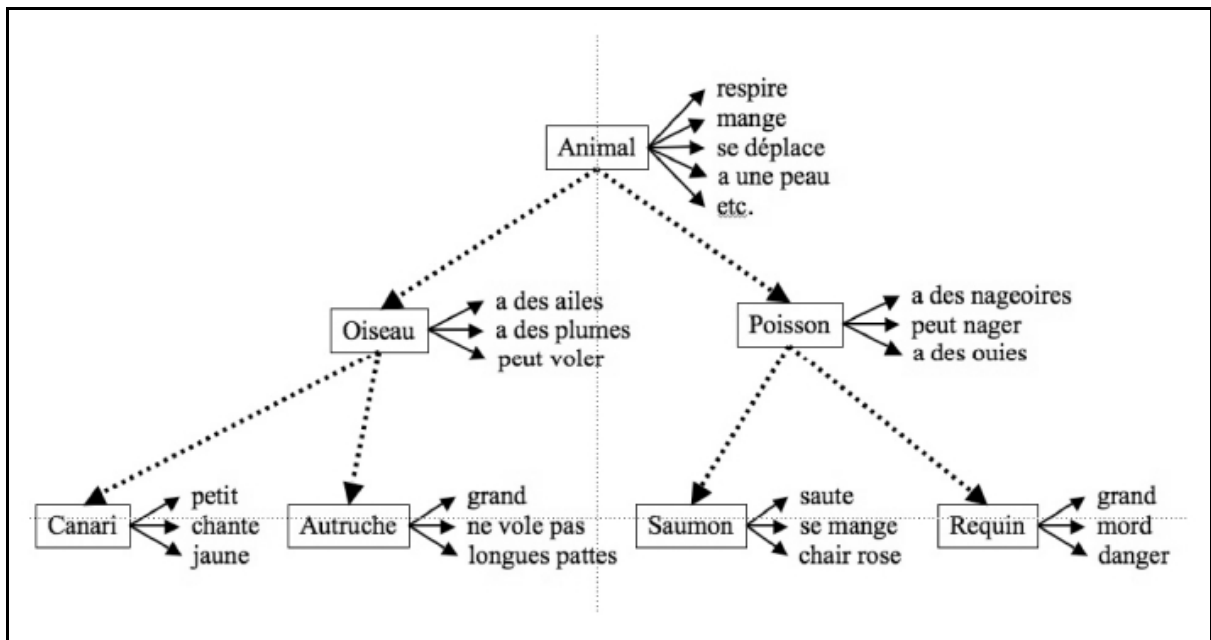 Animal
respire
mange
se déplace
a une peau
etc.
Oiseau
a des ailes
a des plumes
peut voler
Poisson
a des nageoires
peut nager
a des ouies
Canari
petit
chante
jaune
Autruche
grand
ne vole pas
longues pattes
Saumon
saute
se mange
chair rose
Requin
grand
mord
danger